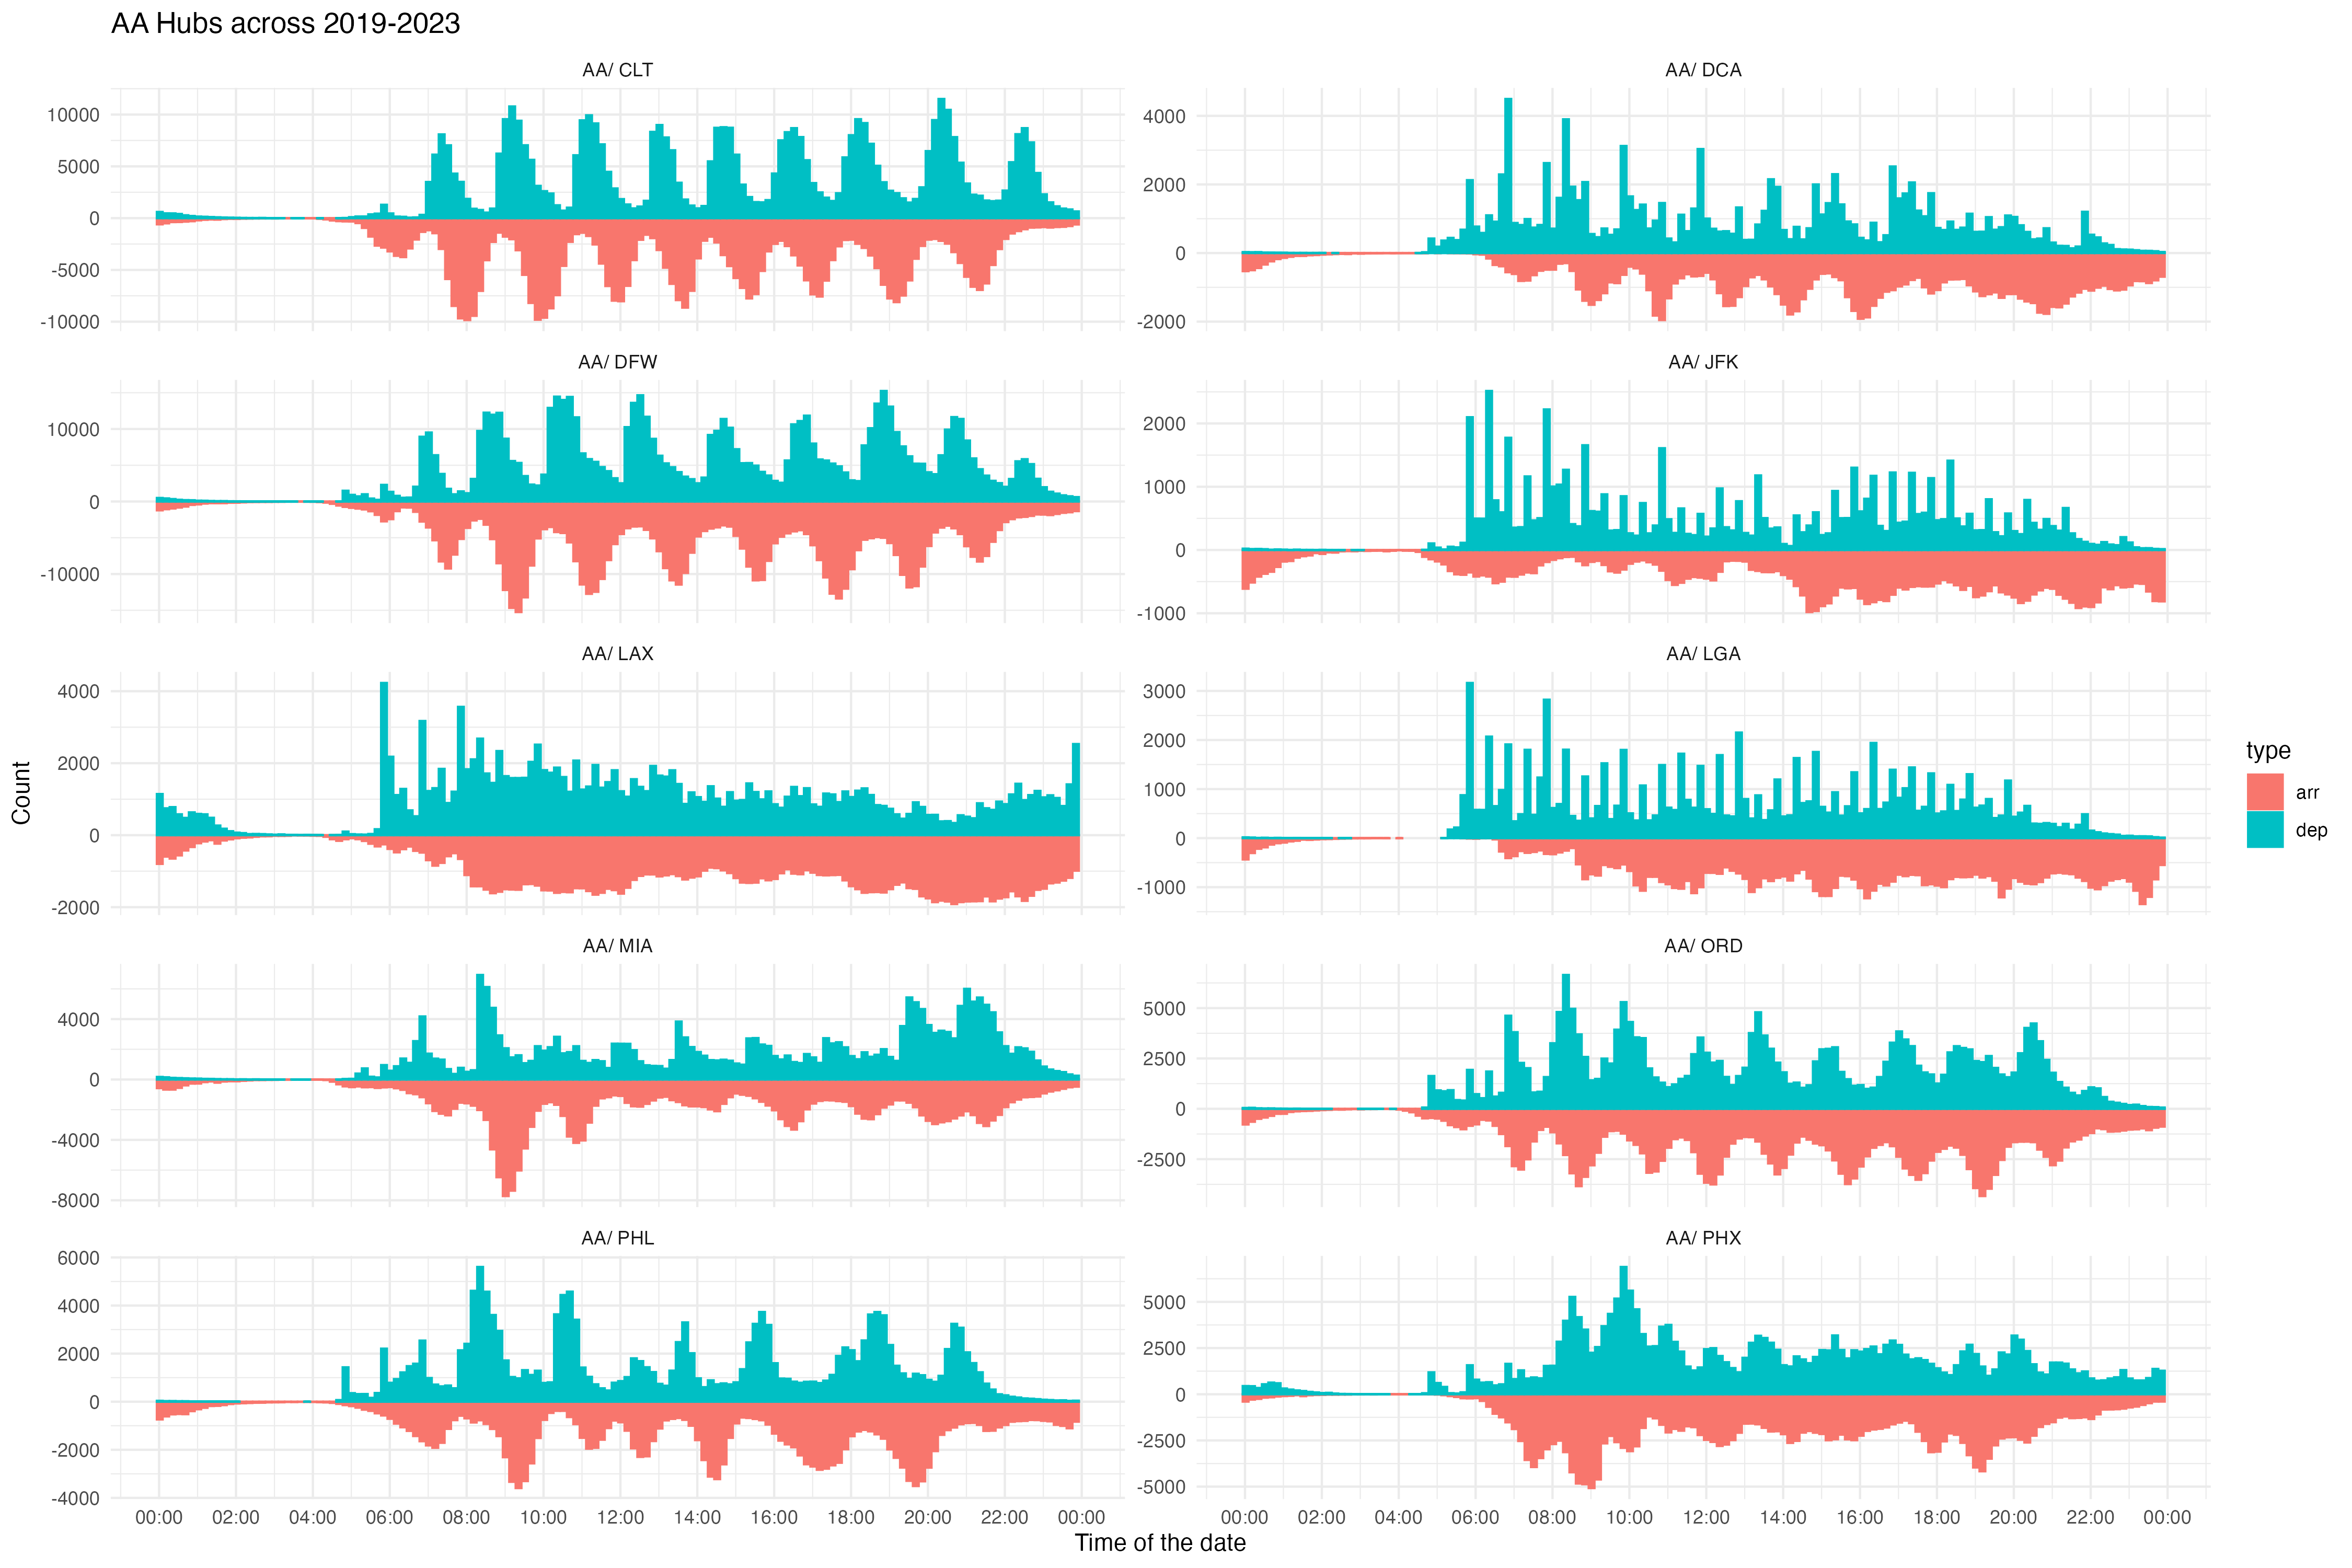 AA Hubs across 2019-2023
AA/ CLT
10000
5000
0
-5000
-10000
AA/ DCA
4000
2000
0
-2000
AA/ DFW
10000
0
-10000
AA/ JFK
2000
1000
0
-1000
AA/ LAX
4000
2000
0
-2000
AA/ LGA
3000
2000
1000
0
-1000
AA/ MIA
4000
0
-4000
-8000
AA/ ORD
5000
2500
0
-2500
AA/ PHL
6000
4000
2000
0
-2000
-4000
AA/ PHX
5000
2500
0
-2500
-5000
00:00 02:00 04:00 06:00 08:00 10:00 12:00 14:00 16:00 18:00 20:00 22:00 00:00
00:00 02:00 04:00 06:00 08:00 10:00 12:00 14:00 16:00 18:00 20:00 22:00 00:00
Time of the date
Count
type
arr
dep